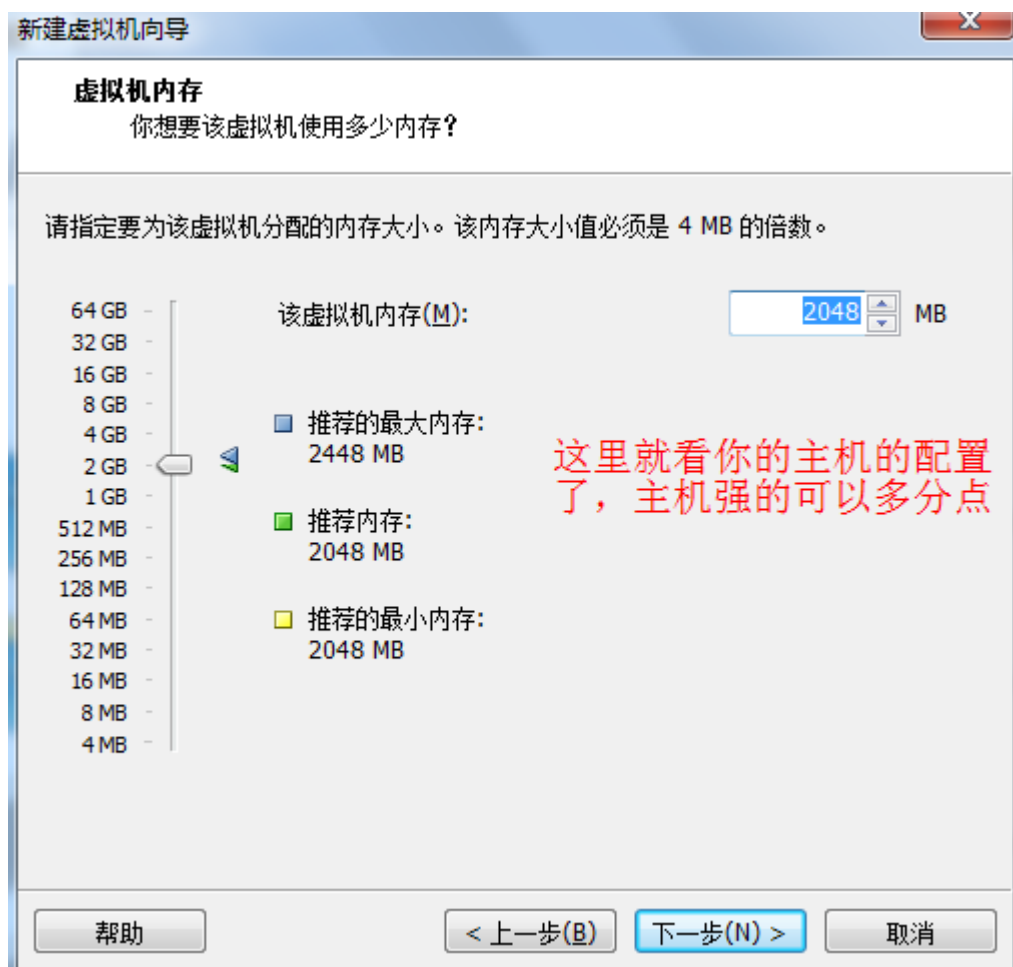 新建虚拟机向导
虚拟机内存
你想要该虚拟机使用多少内存?
请指定要为该虚拟机分配的内存大小。该内存大小值必须是 4 MB 的倍数。
64 GB
32 GB
16 GB
8 GB
4 GB
2 GB
1 GB
512 MB
256 MB
128 MB
64 MB
32 MB
16 MB
8 MB
4 MB
该虚拟机内存(M):
2048 MB
推荐的最大内存:
2448 MB
推荐内存:
2048 MB
推荐的最小内存:
2048 MB
这里就看你的主机的配置
了，主机强的可以多分点
帮助
< 上一步(B)
下一步(N) >
取消